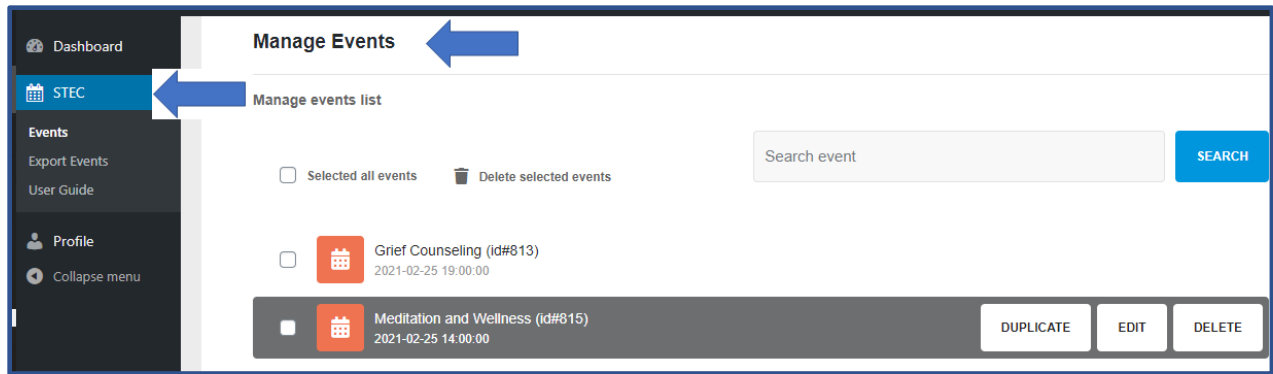 Dashboard
STEC
Events
Export Events
User Guide
Profile
Collapse menu
Manage Events
Manage events list
Search event
SEARCH
Selected all events
Delete selected events
Grief Counseling (id#813)
2021-02-25 19:00:00
Meditation and Wellness (id#815)
2021-02-25 14:00:00
DUPLICATE
EDIT
DELETE